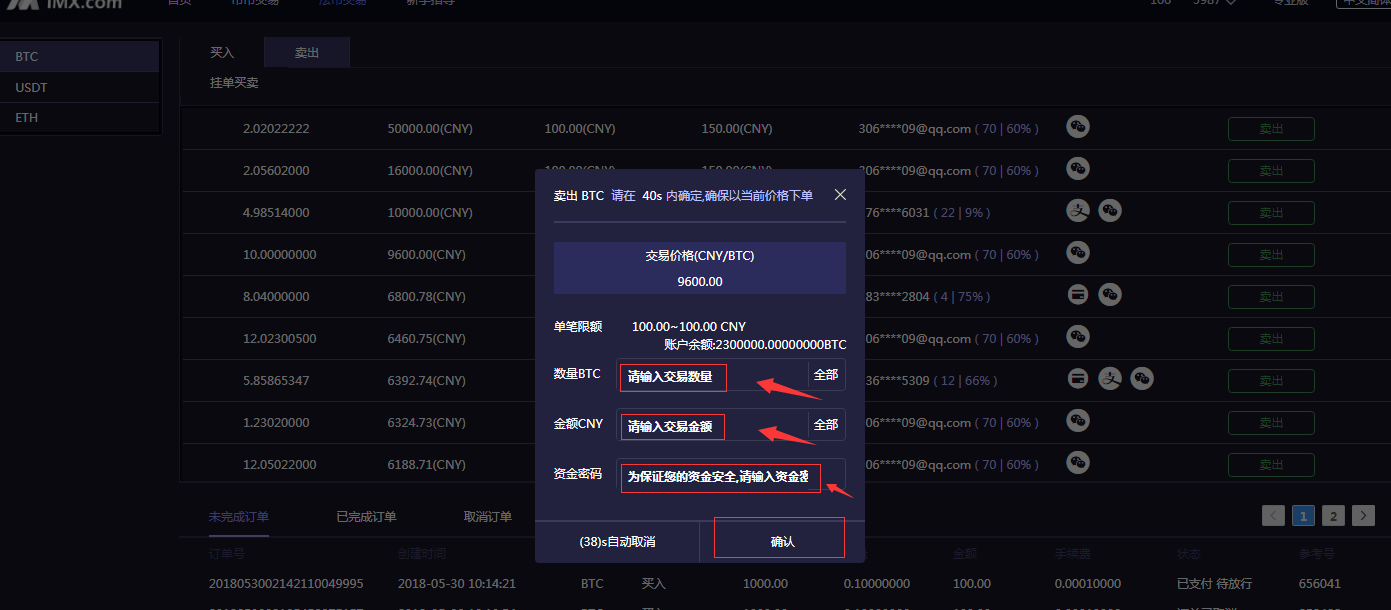 IMX.com 首页 币币交易 法币交易 新手指导 专业版 中文简体
BTC
USDT
ETH
买入 卖出
挂单买卖
2.02022222 50000.00(CNY) 100.00(CNY) 150.00(CNY) 306****09@qq.com ( 70 | 60% ) 卖出
2.05602000 16000.00(CNY) 100.00(CNY) 150.00(CNY) 306****09@qq.com ( 70 | 60% ) 卖出
4.98514000 10000.00(CNY) 76****6031 ( 22 | 9% ) 卖出
10.00000000 9600.00(CNY) 06****09@qq.com ( 70 | 60% ) 卖出
8.04000000 6800.78(CNY) 83****2804 ( 4 | 75% ) 卖出
12.02300500 6460.75(CNY) 06****09@qq.com ( 70 | 60% ) 卖出
5.85865347 6392.74(CNY) 36****5309 ( 12 | 66% ) 卖出
1.23020000 6324.73(CNY) 06****09@qq.com ( 70 | 60% ) 卖出
12.05022000 6188.71(CNY) 06****09@qq.com ( 70 | 60% ) 卖出
卖出 BTC 请在 40s 内确定,确保以当前价格下单
交易价格(CNY/BTC)
9600.00
单笔限额 100.00~100.00 CNY
账户余额:2300000.00000000BTC
数量BTC 请输入交易数量 全部
金额CNY 请输入交易金额 全部
资金密码 为保证您的资金安全,请输入资金密
(38)s自动取消 确认
未完成订单 已完成订单 取消订单 1 2
订单号 创建时间 金额 手续费 状态 参考号
2018053002142110049995 2018-05-30 10:14:21 BTC 买入 1000.00 0.10000000 100.00 0.00010000 已支付 待放行 656041